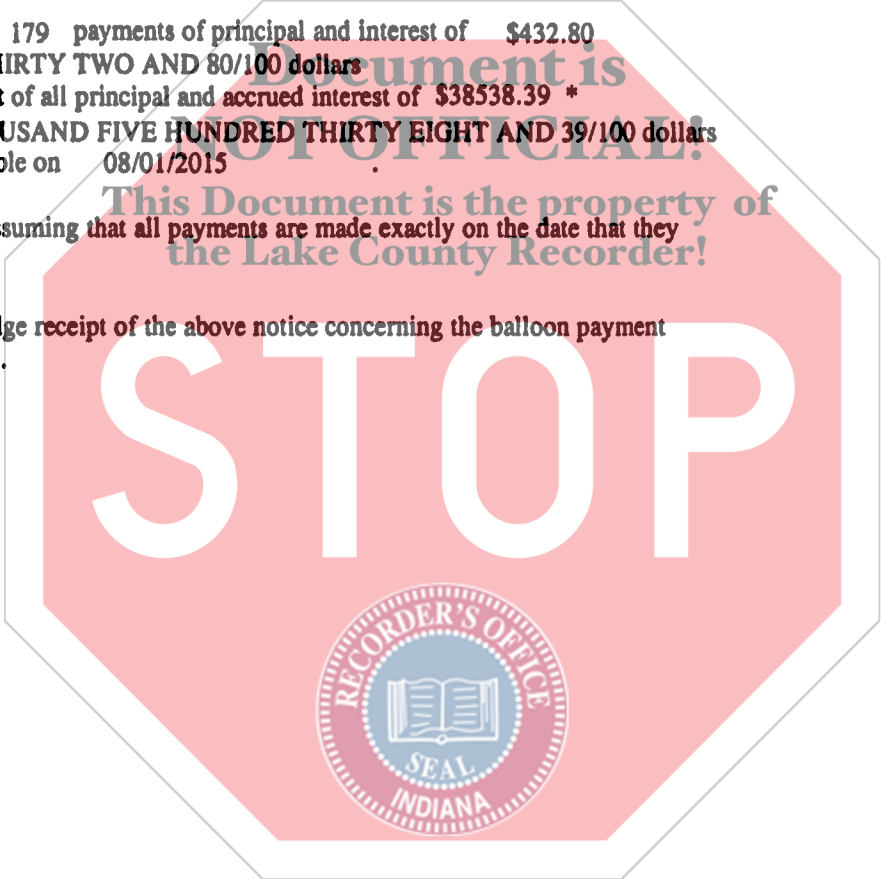 179 payments of principal and interest of $432.80
IRTY TWO AND 80/100 dollars
Document is
t of all principal and accrued interest of $38538.39 *
USAND FIVE HUNDRED THIRTY EIGHT AND 39/100 dollars
NOT OFFICIAL!
ble on 08/01/2015 .
This Document is the property of
suming that all payments are made exactly on the date that they
the Lake County Recorder!
lge receipt of the above notice concerning the balloon payment
.
STOP
RECORDER'S OFFICE
SEAL
INDIANA